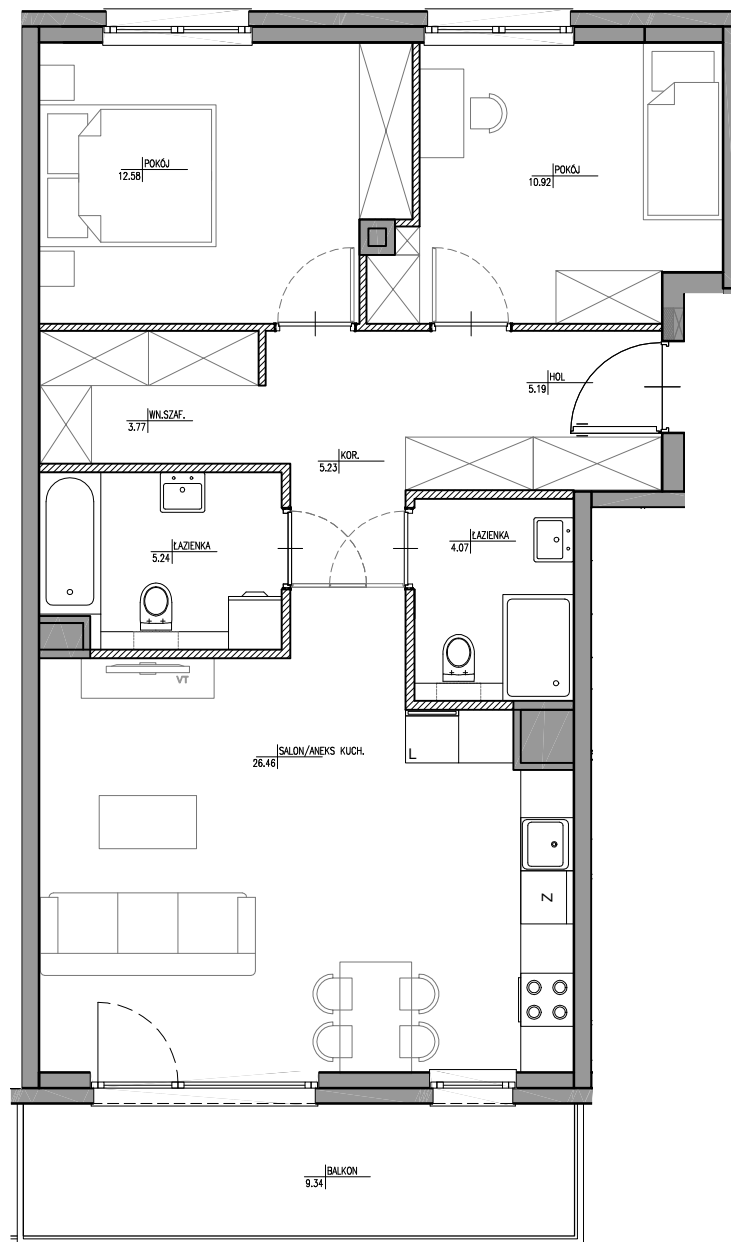 POKÓJ
12.58
POKÓJ
10.92
HOL
5.19
WN.SZAF.
3.77
KOR.
5.23
ŁAZIENKA
5.24
ŁAZIENKA
4.07
VT
SALON/ANEKS KUCH.
26.46
L
Z
BALKON
9.34